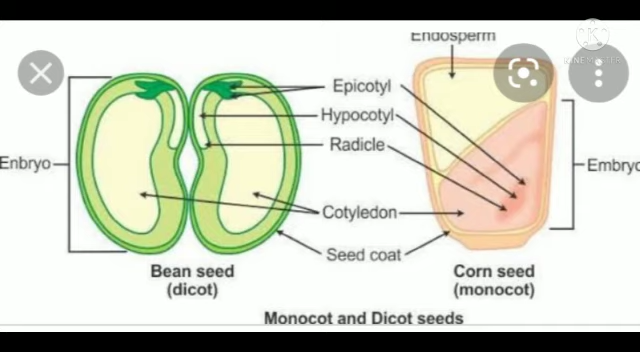 Endosperm
KINEMASTER
Epicotyl
Hypocotyl
Radicle
Enbryo
Embryo
Cotyledon
Seed coat
Bean seed
(dicot)
Corn seed
(monocot)
Monocot and Dicot seeds